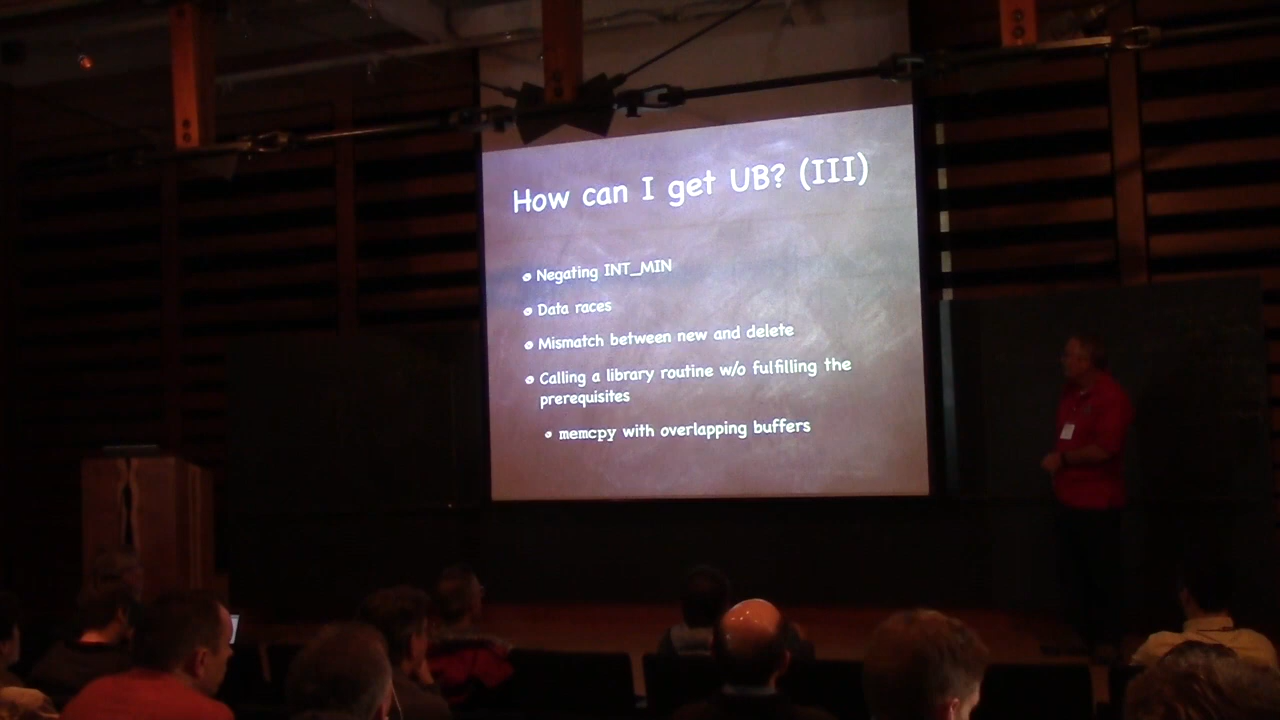 How can I get UB? (III)
Negating INT_MIN
Data races
Mismatch between new and delete
Calling a library routine w/o fulfilling the
prerequisites
memcpy with overlapping buffers